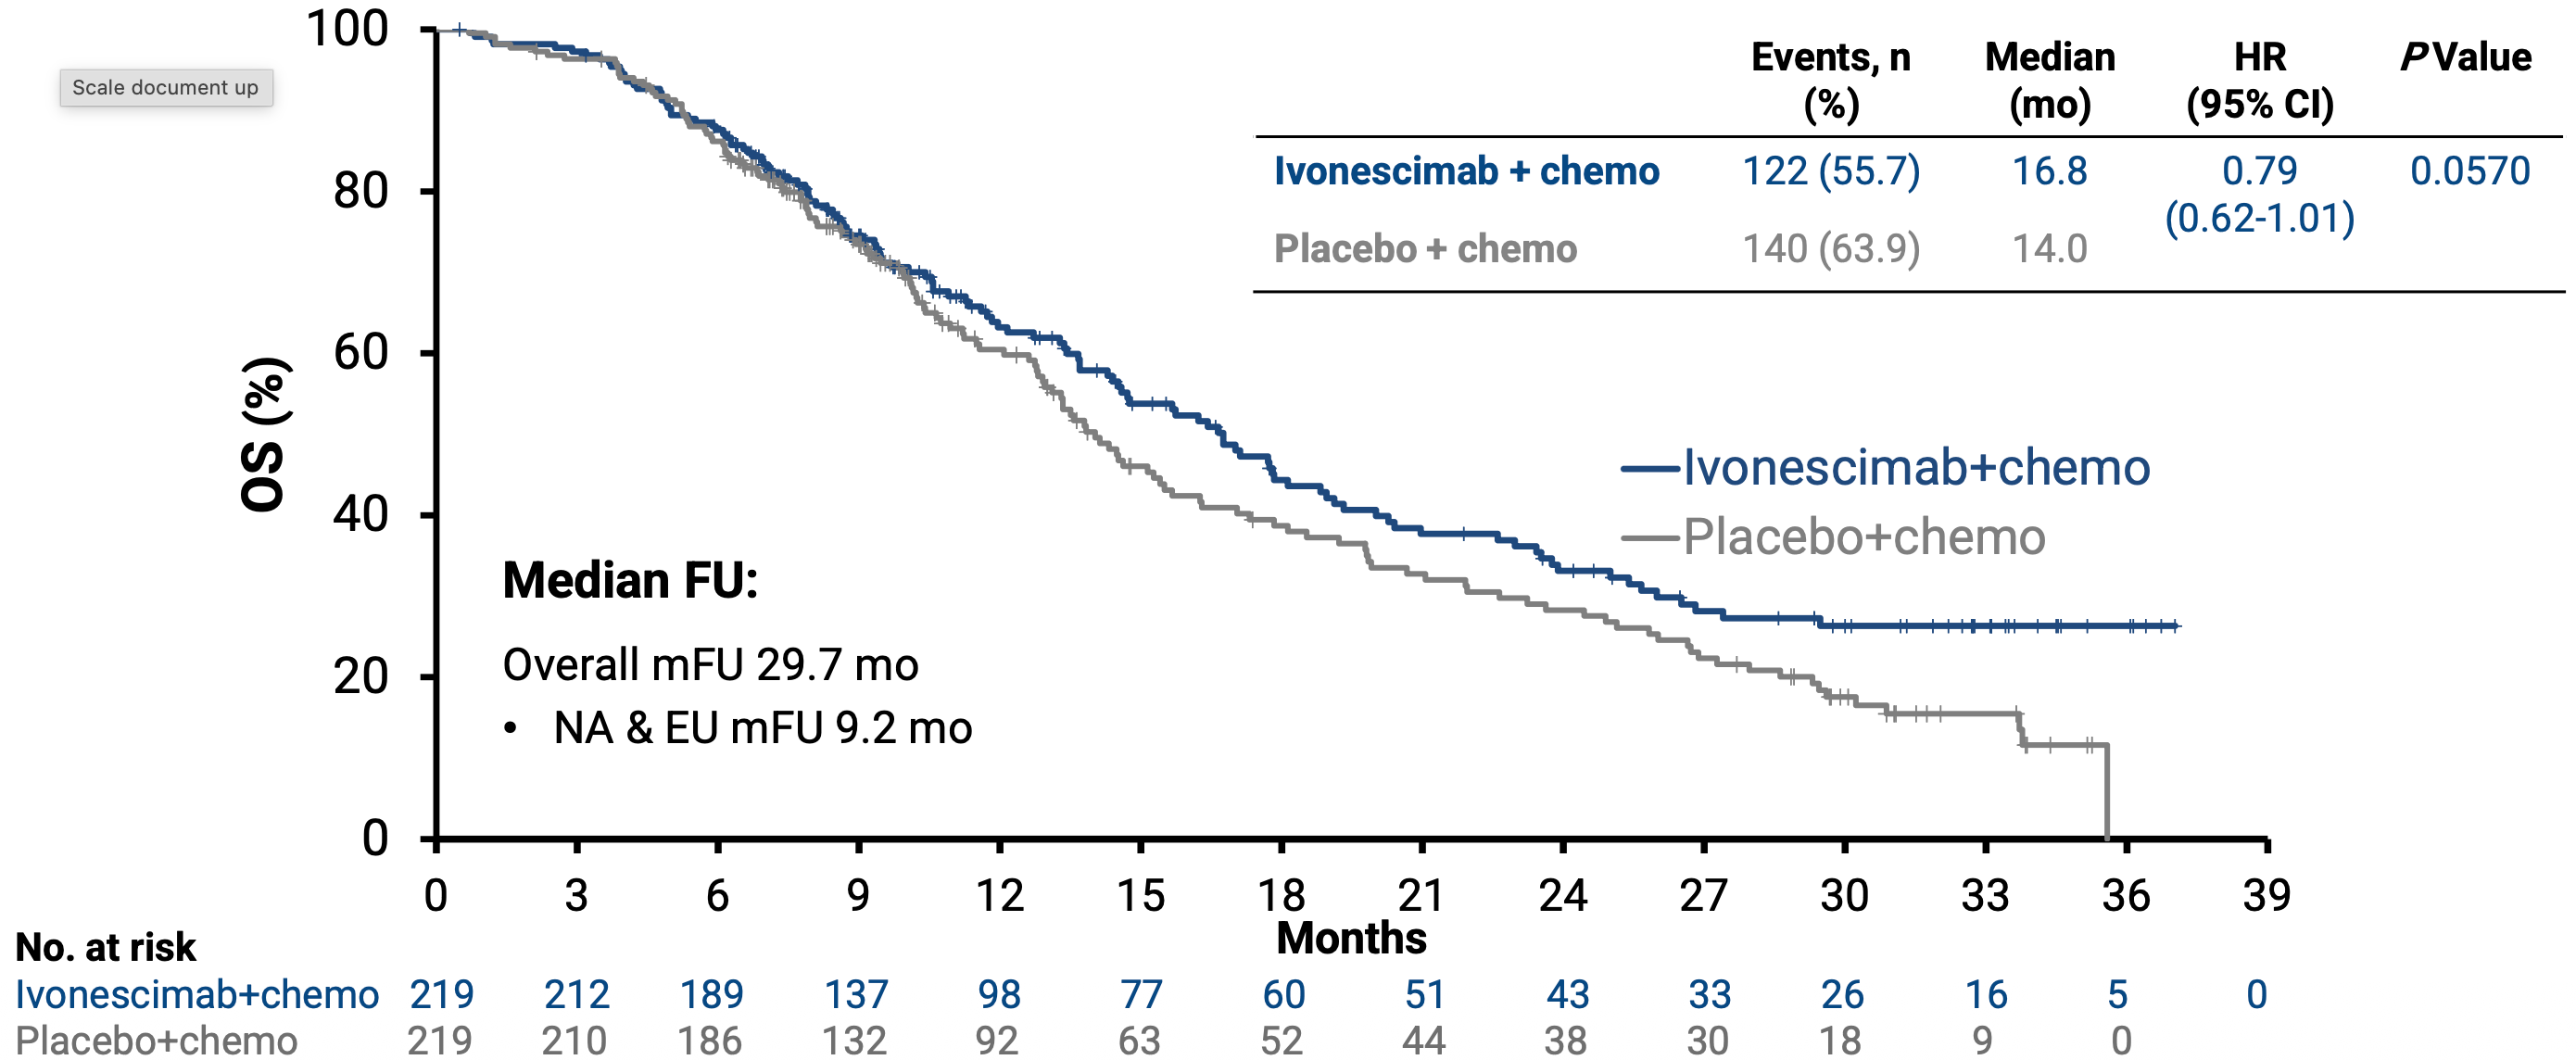 Scale document up
100
80
60
40
20
0
OS (%)
Events, n (%) Median (mo) HR (95% CI) P Value
Ivonescimab + chemo 122 (55.7) 16.8 0.79 (0.62-1.01) 0.0570
Placebo + chemo 140 (63.9) 14.0
Ivonescimab+chemo
Placebo+chemo
Median FU:
Overall mFU 29.7 mo
• NA & EU mFU 9.2 mo
0 3 6 9 12 15 18 21 24 27 30 33 36 39
Months
No. at risk
Ivonescimab+chemo 219 212 189 137 98 77 60 51 43 33 26 16 5 0
Placebo+chemo 219 210 186 132 92 63 52 44 38 30 18 9 0